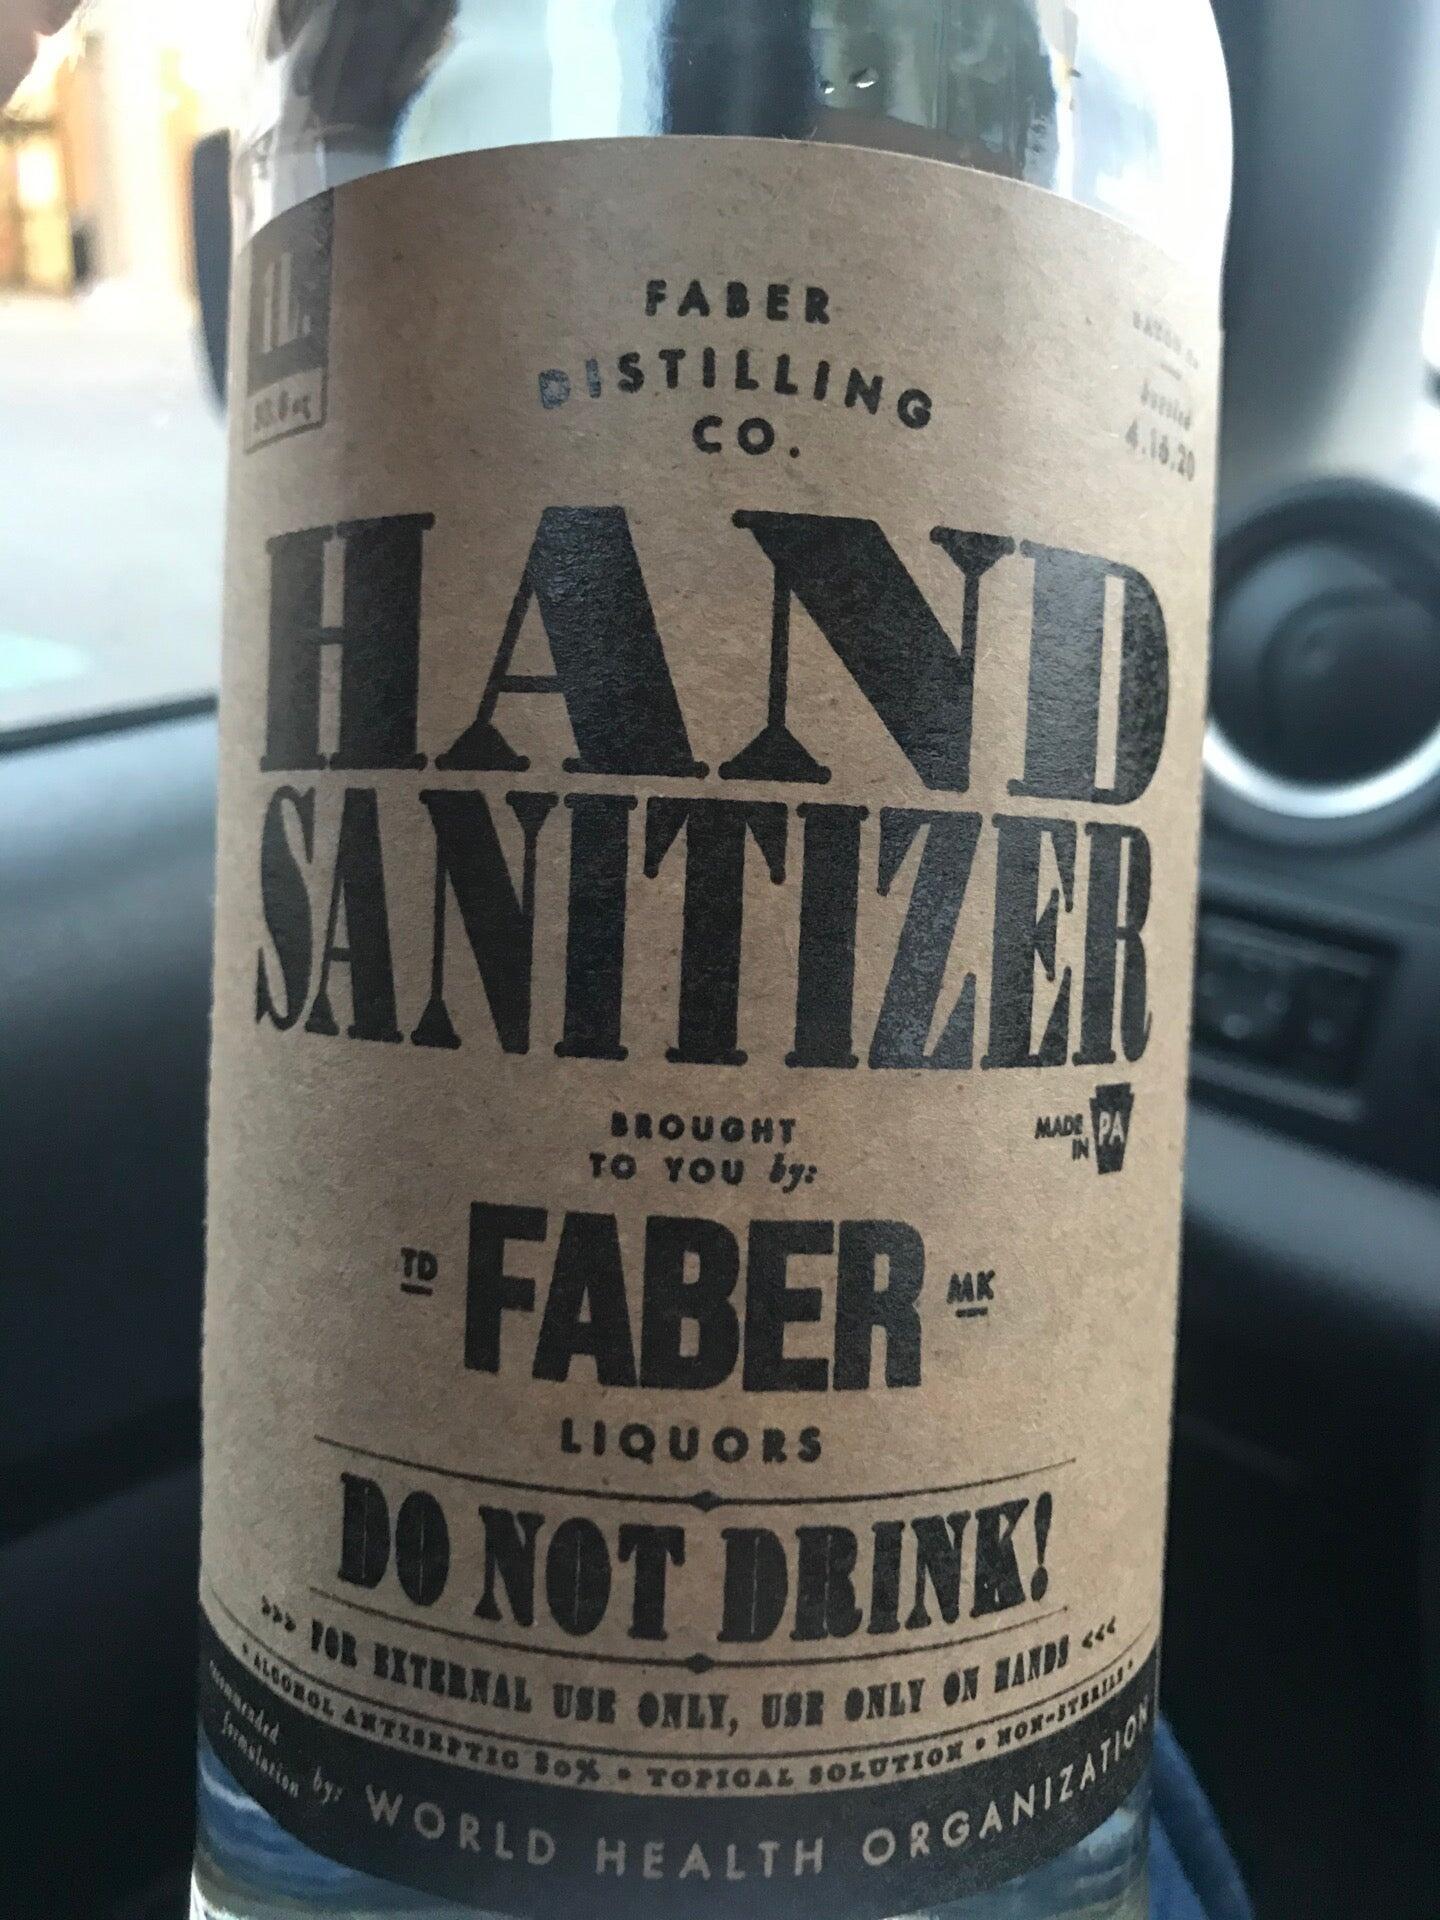 1L.
FABER
DISTILLING
CO.
4.16.20
HAND
SANITIZER
BROUGHT
TO YOU by:
MADE
IN PA
TD FABER MK
LIQUORS
DO NOT DRINK!
>>> FOR EXTERNAL USE ONLY, USE ONLY ON HANDS <<<
• ALCOHOL ANTISEPTIC 80% • TOPICAL SOLUTION • NON-STERILE •
formulation by: WORLD HEALTH ORGANIZATION